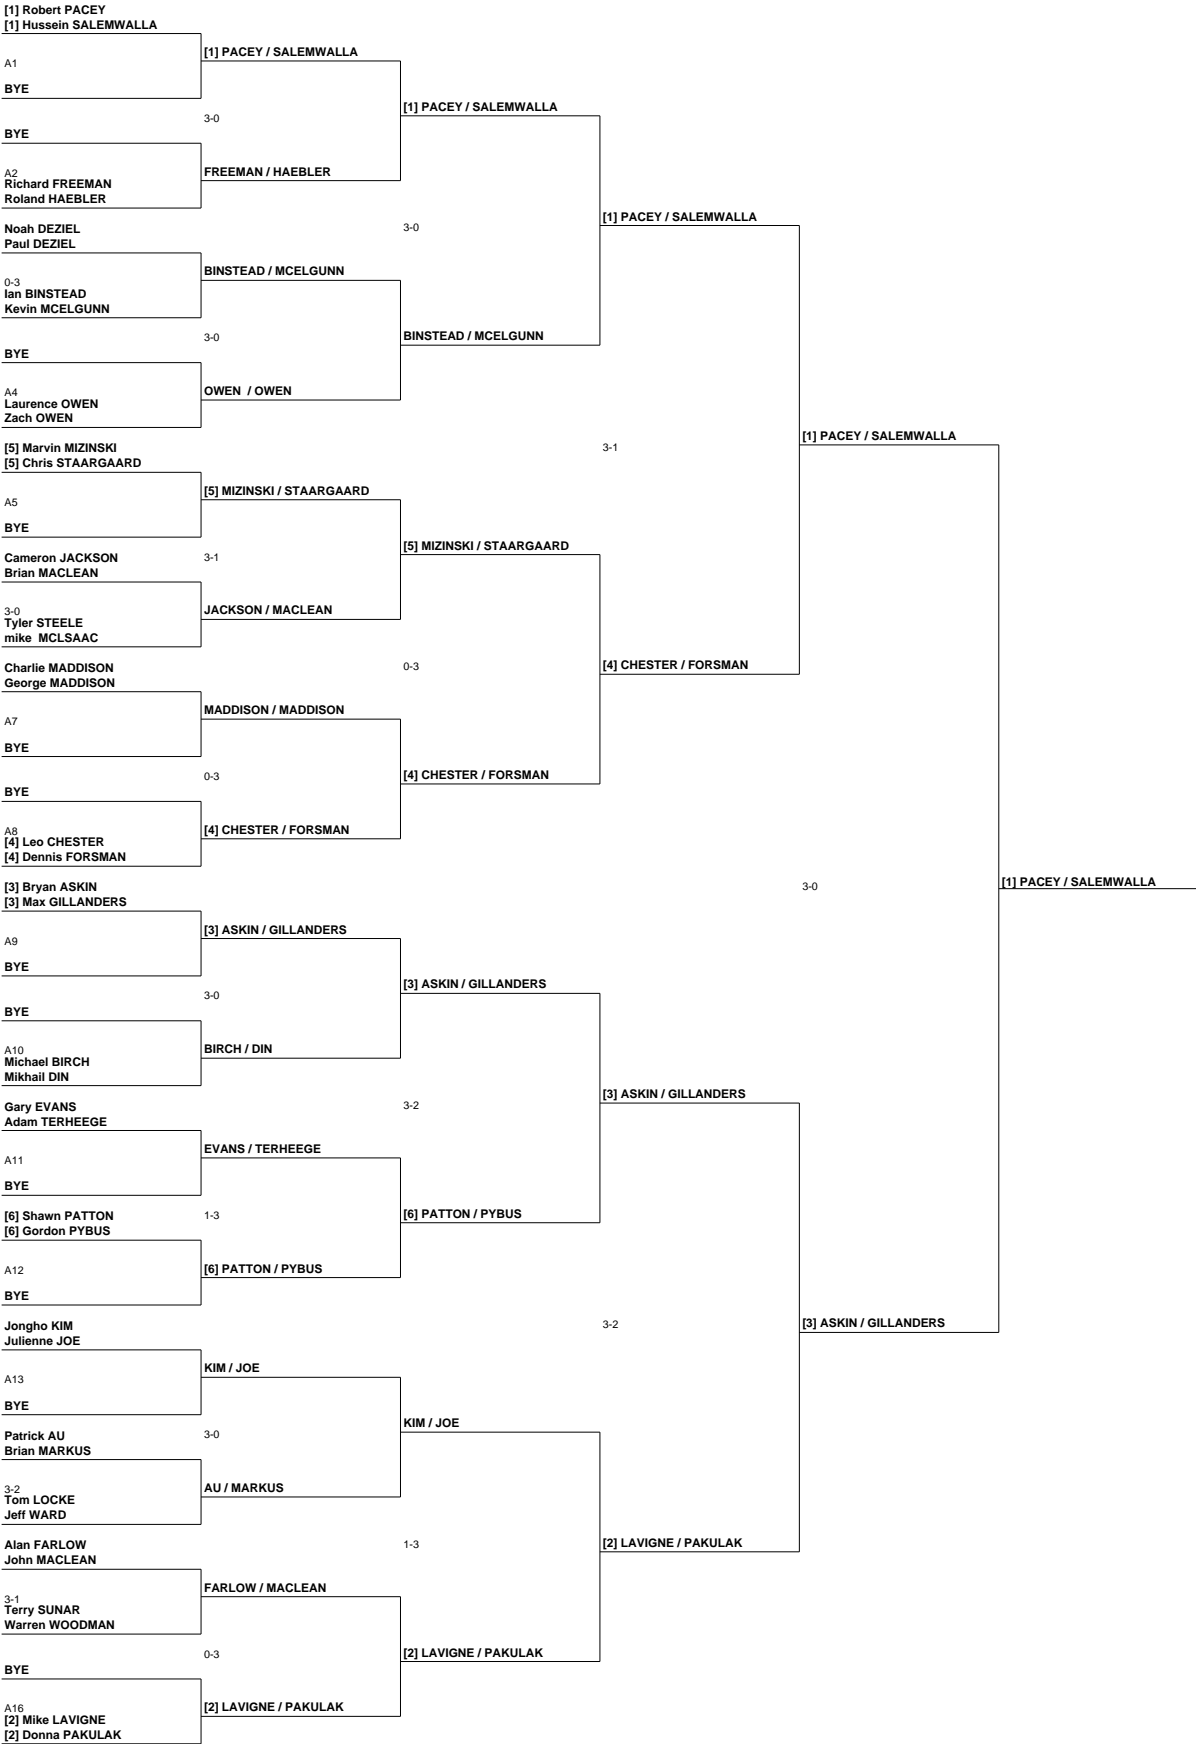 [1] Robert PACEY
[1] Hussein SALEMWALLA
[1] PACEY / SALEMWALLA
A1
BYE
[1] PACEY / SALEMWALLA
3-0
BYE
A2
FREEMAN / HAEBLER
Richard FREEMAN
Roland HAEBLER
[1] PACEY / SALEMWALLA
Noah DEZIEL
3-0
Paul DEZIEL
BINSTEAD / MCELGUNN
0-3
Ian BINSTEAD
Kevin MCELGUNN
3-0
BINSTEAD / MCELGUNN
BYE
A4
OWEN  / OWEN
Laurence OWEN
Zach OWEN
[1] PACEY / SALEMWALLA
[5] Marvin MIZINSKI
3-1
[5] Chris STAARGAARD
[5] MIZINSKI / STAARGAARD
A5
BYE
[5] MIZINSKI / STAARGAARD
Cameron JACKSON
3-1
Brian MACLEAN
JACKSON / MACLEAN
3-0
Tyler STEELE
mike  MCLSAAC
Charlie MADDISON
0-3
[4] CHESTER / FORSMAN
George MADDISON
MADDISON / MADDISON
A7
BYE
0-3
[4] CHESTER / FORSMAN
BYE
A8
[4] CHESTER / FORSMAN
[4] Leo CHESTER
[4] Dennis FORSMAN
[3] Bryan ASKIN
3-0
[1] PACEY / SALEMWALLA
[3] Max GILLANDERS
[3] ASKIN / GILLANDERS
A9
BYE
[3] ASKIN / GILLANDERS
3-0
BYE
A10
BIRCH / DIN
Michael BIRCH
Mikhail DIN
[3] ASKIN / GILLANDERS
Gary EVANS
3-2
Adam TERHEEGE
EVANS / TERHEEGE
A11
BYE
[6] Shawn PATTON
1-3
[6] PATTON / PYBUS
[6] Gordon PYBUS
A12
[6] PATTON / PYBUS
BYE
Jongho KIM
3-2
[3] ASKIN / GILLANDERS
Julienne JOE
KIM / JOE
A13
BYE
KIM / JOE
Patrick AU
3-0
Brian MARKUS
AU / MARKUS
3-2
Tom LOCKE
Jeff WARD
Alan FARLOW
1-3
[2] LAVIGNE / PAKULAK
John MACLEAN
FARLOW / MACLEAN
3-1
Terry SUNAR
Warren WOODMAN
0-3
[2] LAVIGNE / PAKULAK
BYE
A16
[2] LAVIGNE / PAKULAK
[2] Mike LAVIGNE
[2] Donna PAKULAK